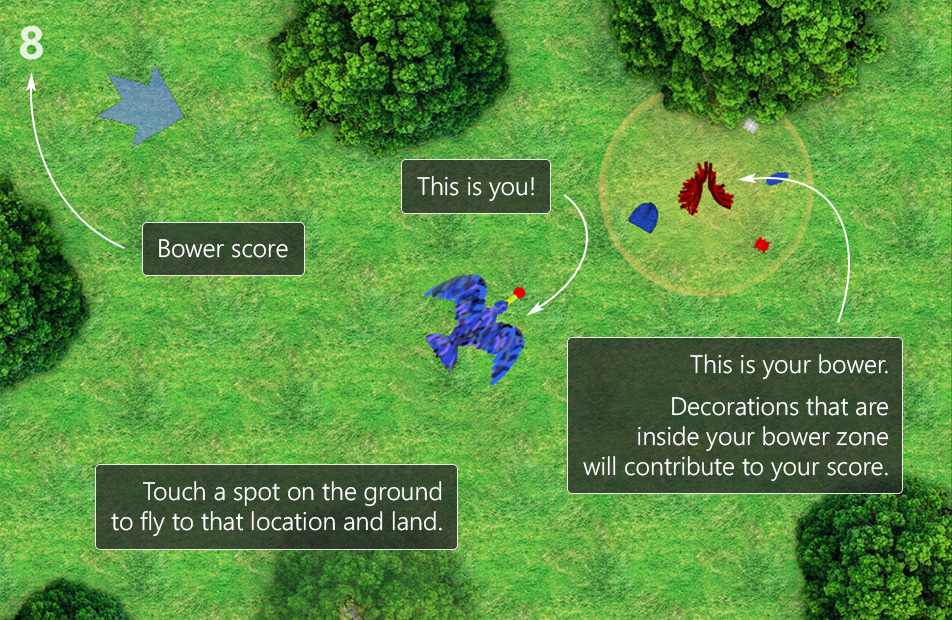 8
This is you!
Bower score
This is your bower.
Decorations that are
inside your bower zone
will contribute to your score.
Touch a spot on the ground
to fly to that location and land.